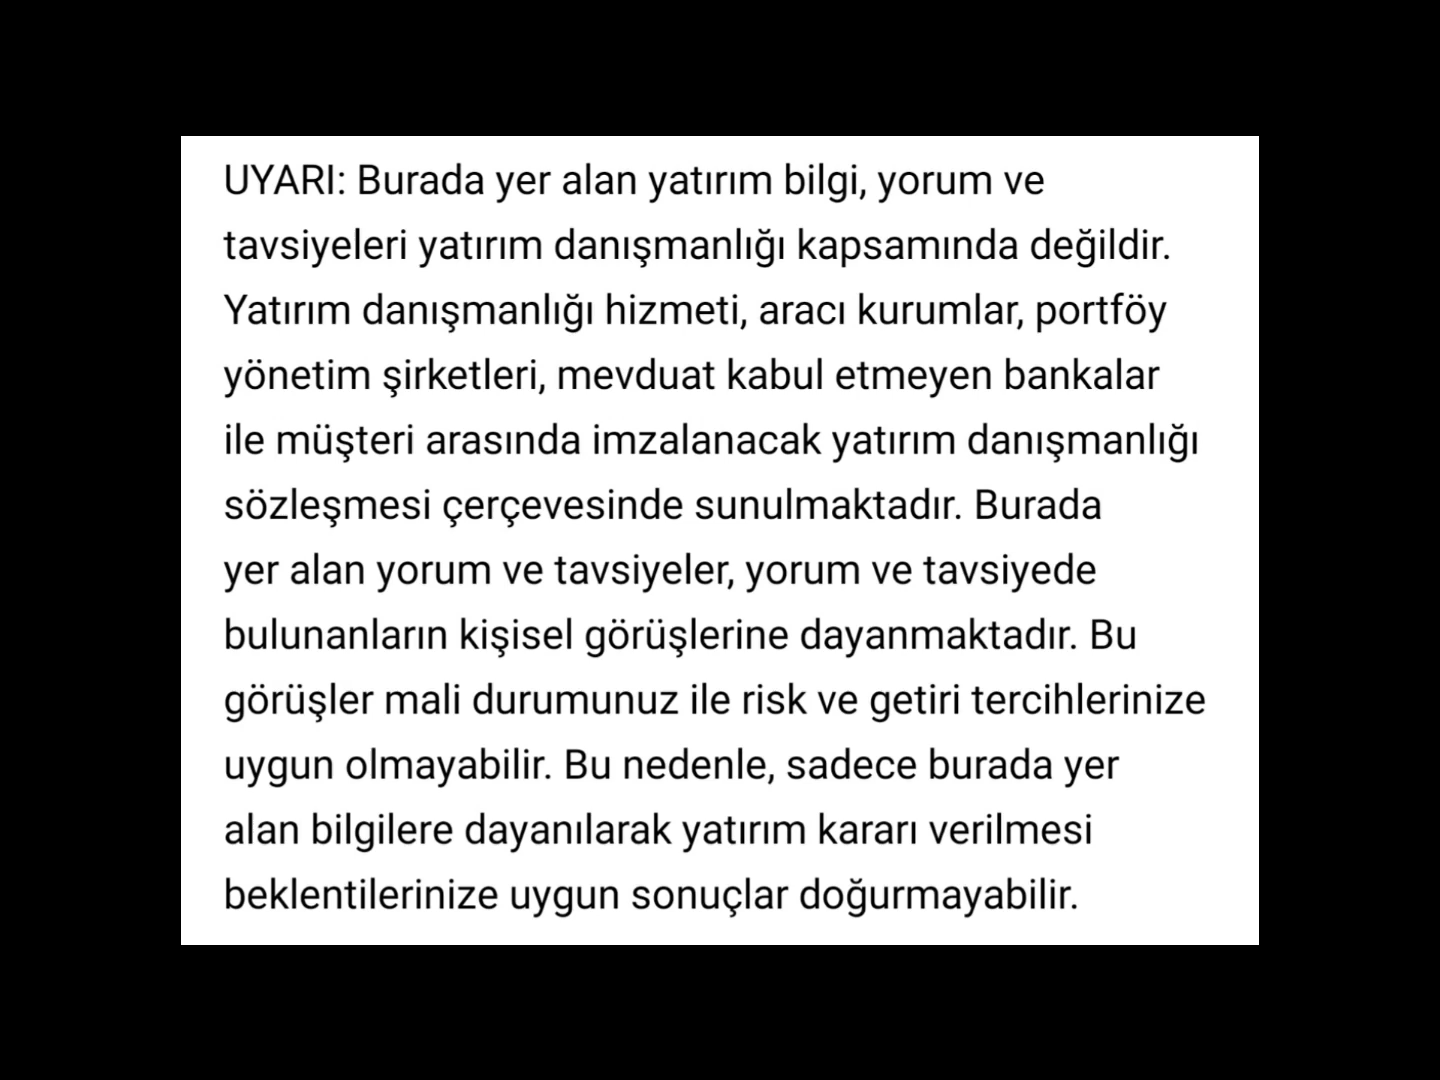 UYARI: Burada yer alan yatırım bilgi, yorum ve
tavsiyeleri yatırım danışmanlığı kapsamında değildir.
Yatırım danışmanlığı hizmeti, aracı kurumlar, portföy
yönetim şirketleri, mevduat kabul etmeyen bankalar
ile müşteri arasında imzalanacak yatırım danışmanlığı
sözleşmesi çerçevesinde sunulmaktadır. Burada
yer alan yorum ve tavsiyeler, yorum ve tavsiyede
bulunanların kişisel görüşlerine dayanmaktadır. Bu
görüşler mali durumunuz ile risk ve getiri tercihlerinize
uygun olmayabilir. Bu nedenle, sadece burada yer
alan bilgilere dayanılarak yatırım kararı verilmesi
beklentilerinize uygun sonuçlar doğurmayabilir.